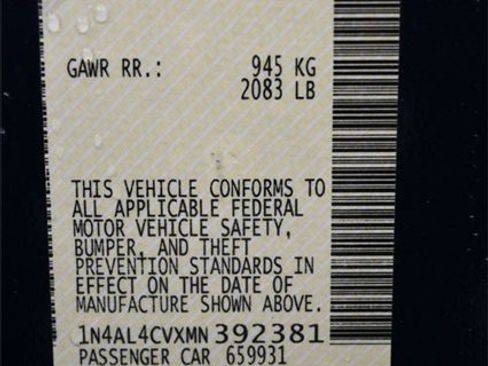 GAWR RR.: 945 KG
2083 LB
THIS VEHICLE CONFORMS TO
ALL APPLICABLE FEDERAL
MOTOR VEHICLE SAFETY,
BUMPER, AND THEFT
PREVENTION STANDARDS IN
EFFECT ON THE DATE OF
MANUFACTURE SHOWN ABOVE.
1N4AL4CVXMN392381
PASSENGER CAR 659931